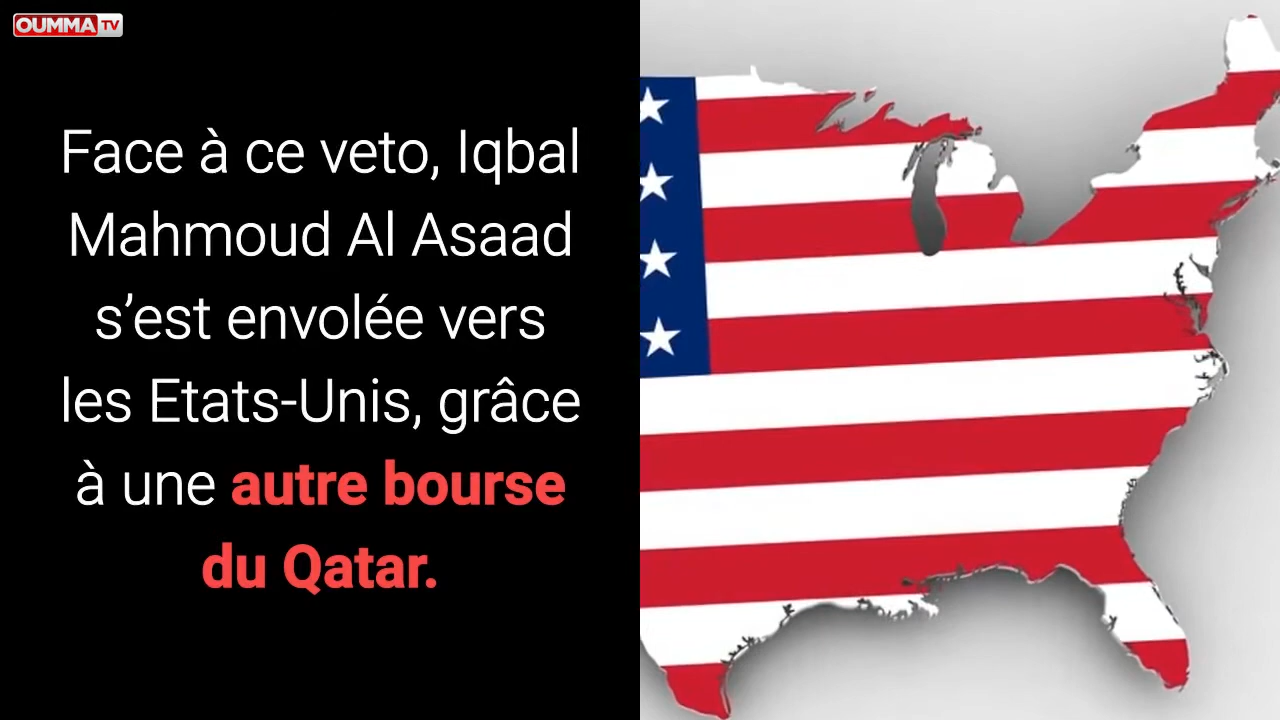 OUMMA TV
Face à ce veto, Iqbal
Mahmoud Al Asaad
s’est envolée vers
les Etats-Unis, grâce
à une autre bourse
du Qatar.